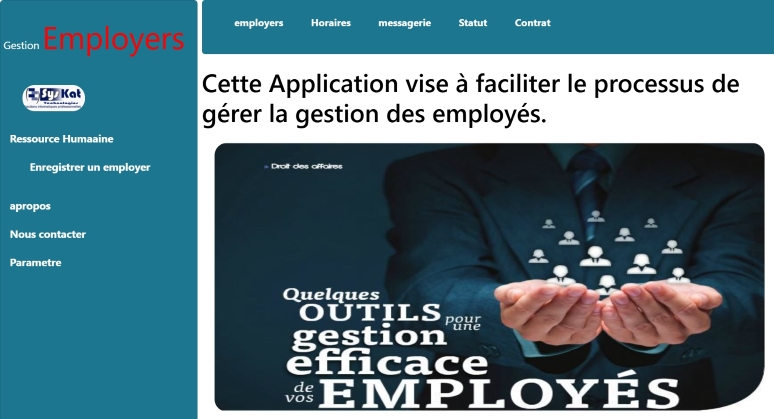 Gestion Employers
SysKat
Technologies
Ressource Humaaine
Enregistrer un employer
apropos
Nous contacter
Parametre
employers Horaires messagerie Statut Contrat
Cette Application vise à faciliter le processus de
gérer la gestion des employés.
» Droit des affaires
Quelques
OUTILS pour
une
gestion
efficace
de
vos EMPLOYÉS